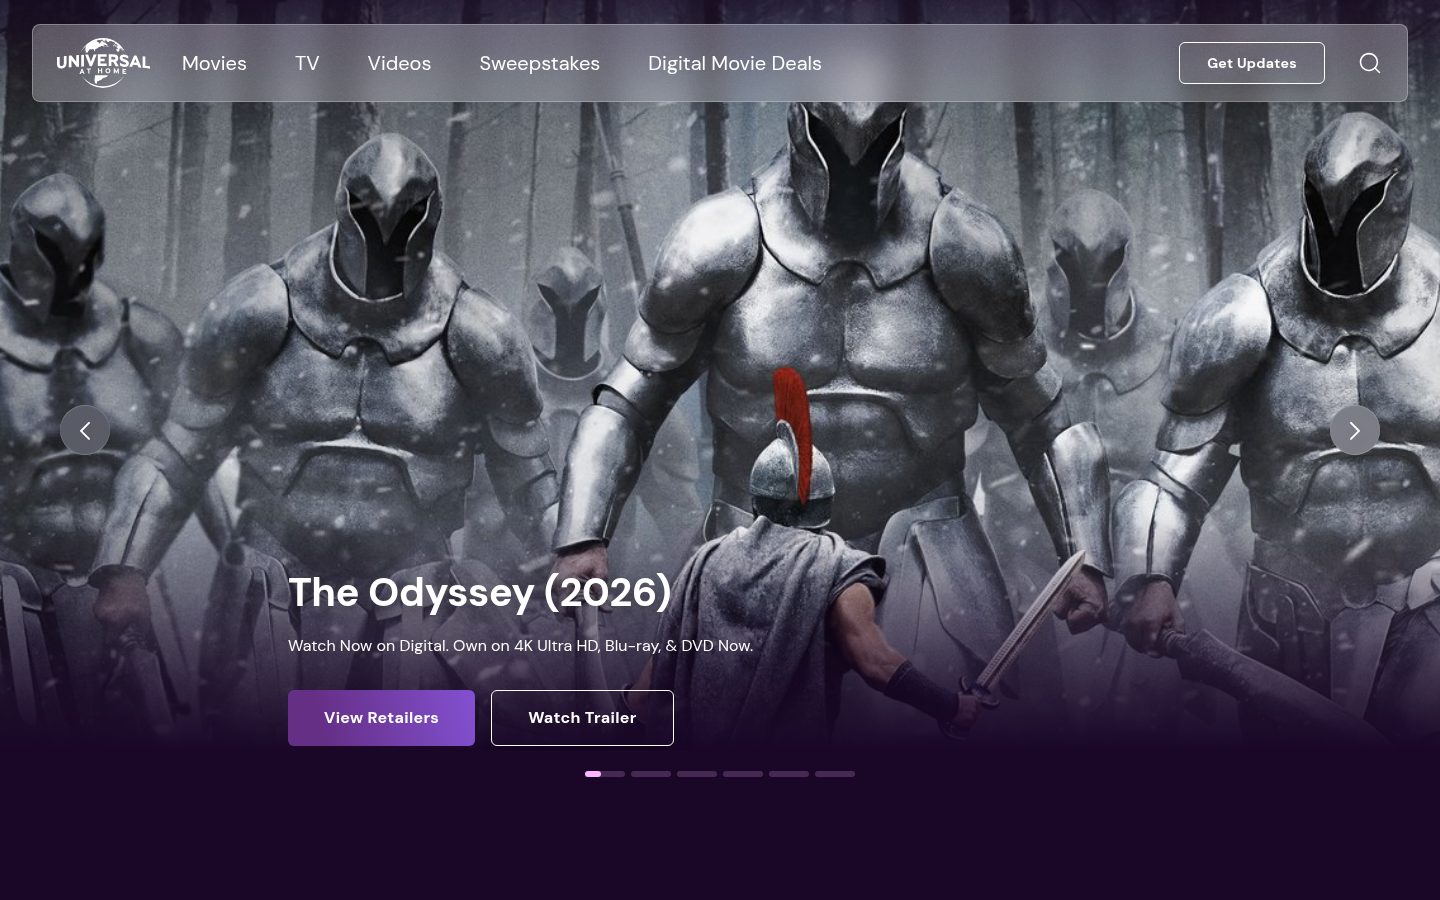 UNIVERSAL
AT HOME
Movies
TV
Videos
Sweepstakes
Digital Movie Deals
Get Updates
The Odyssey (2026)
Watch Now on Digital. Own on 4K Ultra HD, Blu-ray, & DVD Now.
View Retailers
Watch Trailer